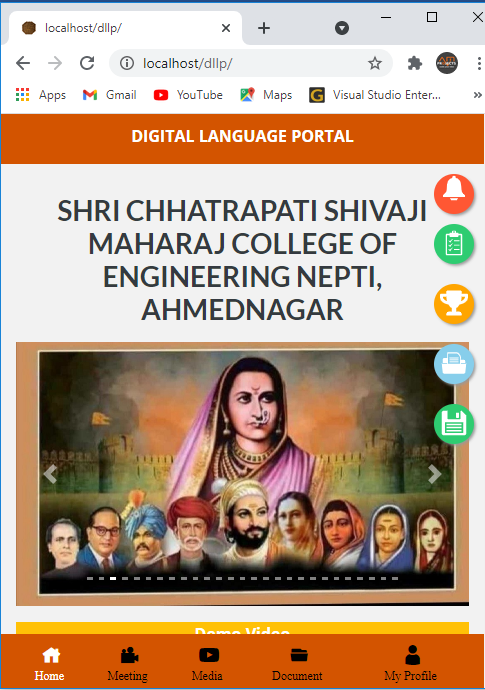 localhost/dllp/
localhost/dllp/
Apps
Gmail
YouTube
Maps
Visual Studio Enter...
DIGITAL LANGUAGE PORTAL
SHRI CHHATRAPATI SHIVAJI
MAHARAJ COLLEGE OF
ENGINEERING NEPTI,
AHMEDNAGAR
Demo Video
Home
Meeting
Media
Document
My Profile